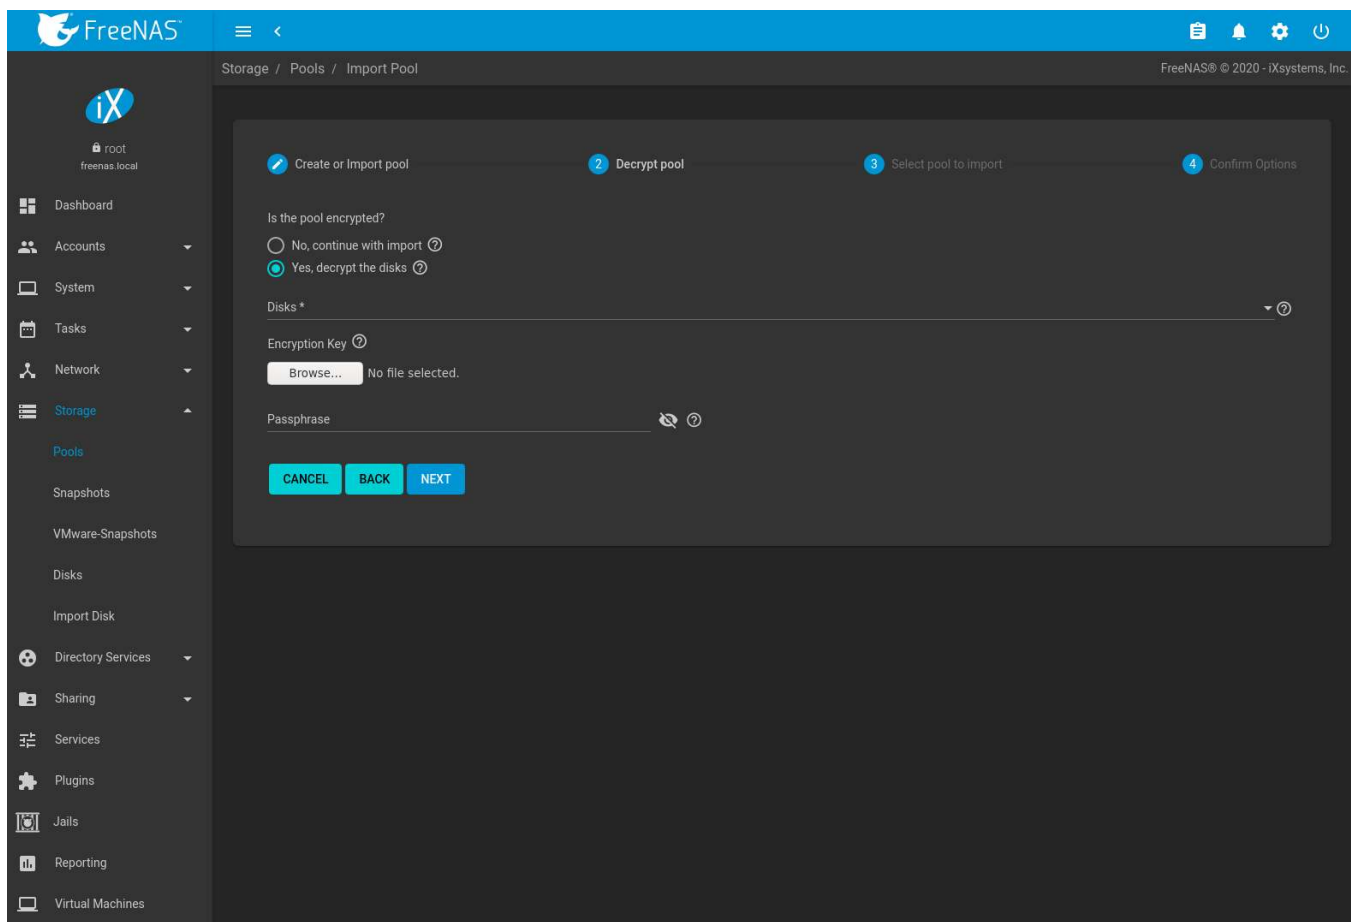 FreeNAS
Storage / Pools / Import Pool
FreeNAS® © 2020 - iXsystems, Inc.
iX
root
freenas.local
Dashboard
Accounts
System
Tasks
Network
Storage
Pools
Snapshots
VMware-Snapshots
Disks
Import Disk
Directory Services
Sharing
Services
Plugins
Jails
Reporting
Virtual Machines
Create or Import pool
2 Decrypt pool
3 Select pool to import
4 Confirm Options
Is the pool encrypted?
No, continue with import
Yes, decrypt the disks
Disks *
Encryption Key
Browse... No file selected.
Passphrase
CANCEL BACK NEXT